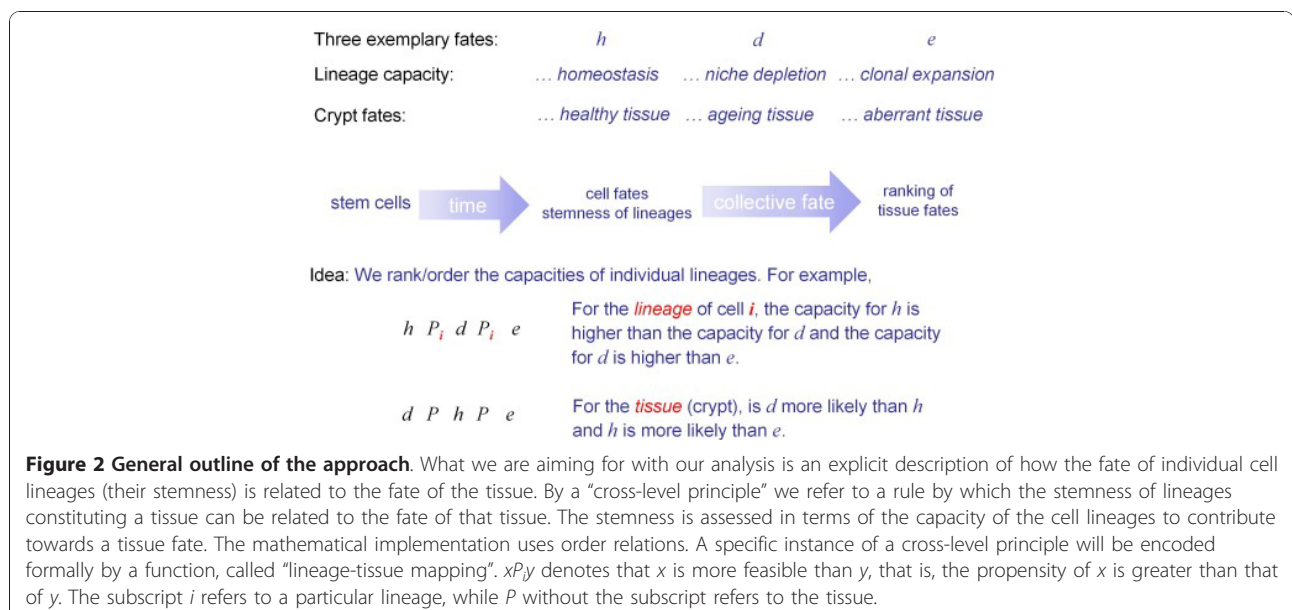 Three exemplary fates: h d e
Lineage capacity: … homeostasis … niche depletion … clonal expansion
Crypt fates: … healthy tissue … ageing tissue … aberrant tissue
stem cells
time
cell fates
stemness of lineages
collective fate
ranking of
tissue fates
Idea: We rank/order the capacities of individual lineages. For example,
h Pi d Pi e
For the lineage of cell i, the capacity for h is
higher than the capacity for d and the capacity
for d is higher than e.
d P h P e
For the tissue (crypt), is d more likely than h
and h is more likely than e.
Figure 2 General outline of the approach. What we are aiming for with our analysis is an explicit description of how the fate of individual cell
lineages (their stemness) is related to the fate of the tissue. By a “cross-level principle” we refer to a rule by which the stemness of lineages
constituting a tissue can be related to the fate of that tissue. The stemness is assessed in terms of the capacity of the cell lineages to contribute
towards a tissue fate. The mathematical implementation uses order relations. A specific instance of a cross-level principle will be encoded
formally by a function, called “lineage-tissue mapping”. xPiy denotes that x is more feasible than y, that is, the propensity of x is greater than that
of y. The subscript i refers to a particular lineage, while P without the subscript refers to the tissue.